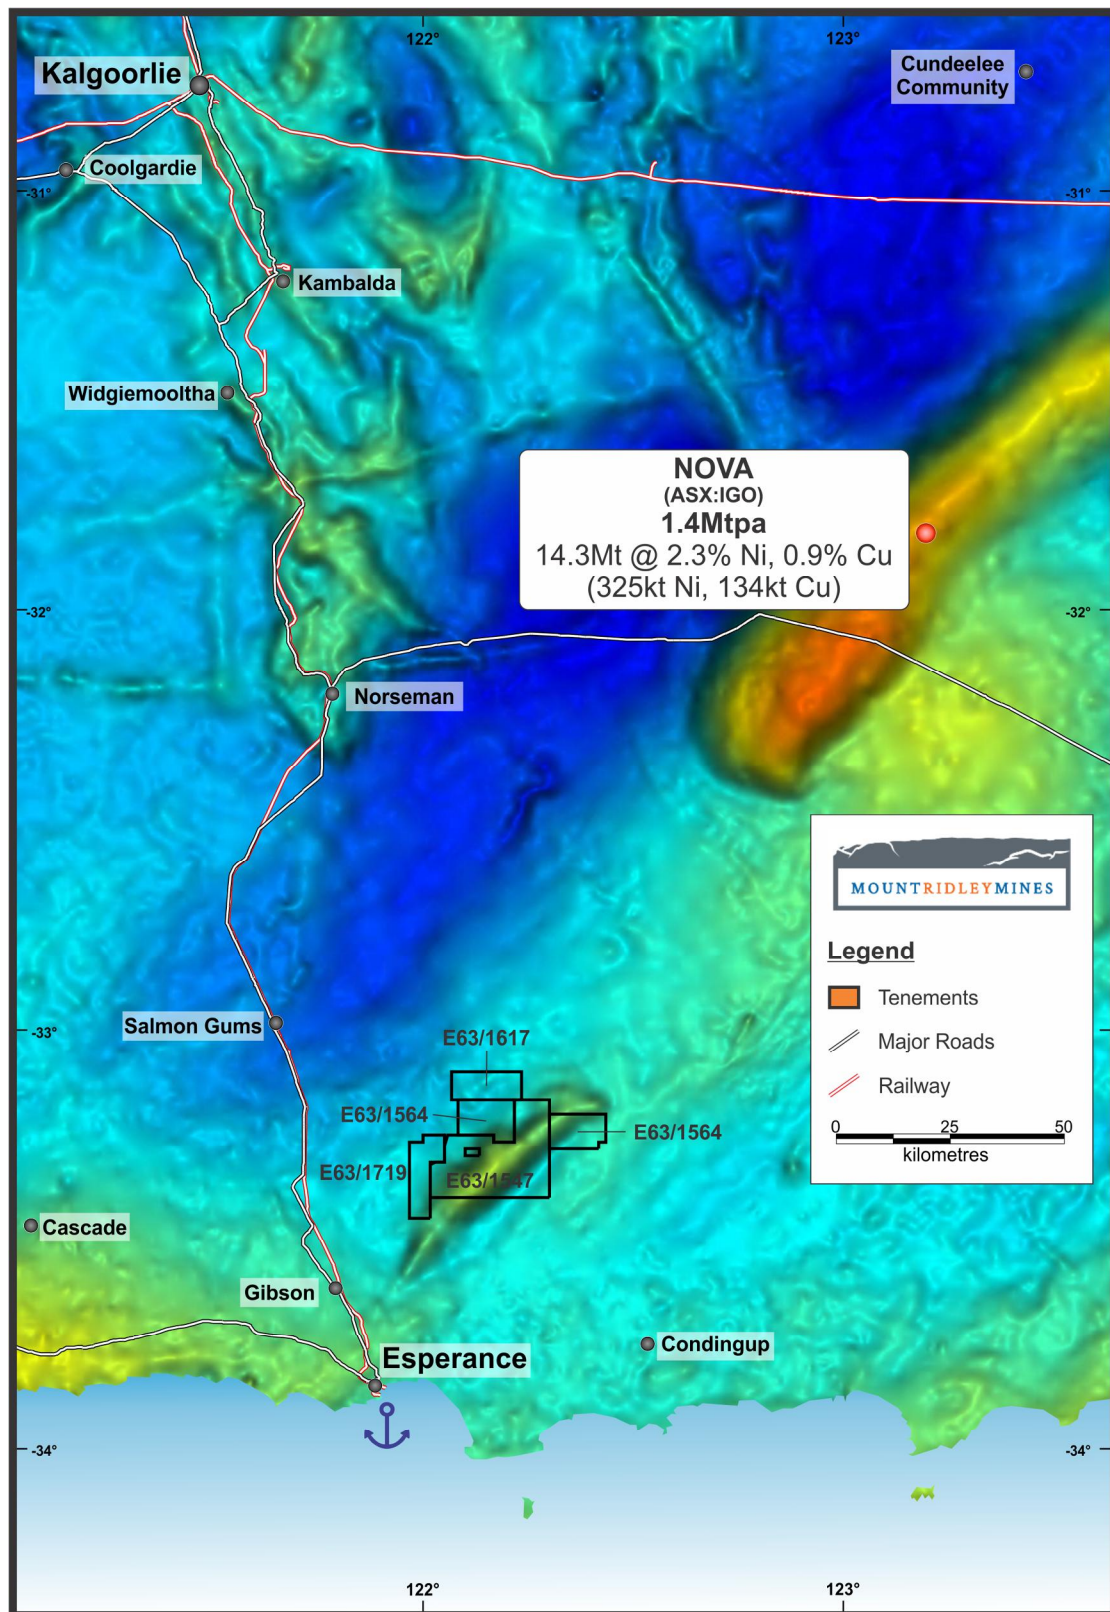 122°
123°
Kalgoorlie
Cundeelee
Community
Coolgardie
-31°
-31°
Kambalda
Widgiemooltha
NOVA
(ASX:IGO)
1.4Mtpa
14.3Mt @ 2.3% Ni, 0.9% Cu
(325kt Ni, 134kt Cu)
-32°
-32°
Norseman
MOUNTRIDLEYMINES
Legend
Tenements
Major Roads
Railway
0 25 50
kilometres
Salmon Gums
-33°
-33°
E63/1617
E63/1564
E63/1564
E63/1719
E63/1547
Cascade
Gibson
Condingup
Esperance
-34°
-34°
122°
123°